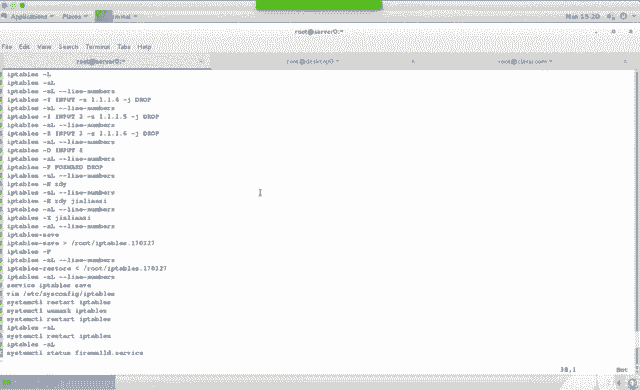 Applications Places Terminal Mon 15:20
root@server0:~
File Edit View Search Terminal Tabs Help
root@server0:~ root@desktop0:~
iptables -L
iptables -nL
iptables -nL --line-numbers
iptables -I INPUT -s 1.1.1.4 -j DROP
iptables -nL --line-numbers
iptables -I INPUT 2 -s 1.1.1.5 -j DROP
iptables -nL --line-numbers
iptables -R INPUT 2 -s 1.1.1.6 -j DROP
iptables -nL --line-numbers
iptables -D INPUT
iptables -nL --line-numbers
iptables -P FORWARD DROP
iptables -nL --line-numbers
iptables -N zdy
iptables -nL --line-numbers
iptables -E zdy jinlianxi
iptables -nL --line-numbers
iptables -X jinlianxi
iptables -nL --line-numbers
iptables-save
iptables-save > /root/iptables.170327
iptables -F
iptables -nL --line-numbers
iptables-restore < /root/iptables.170327
iptables -nL --line-numbers
service iptables save
vim /etc/sysconfig/iptables
systemctl restart iptables
systemctl unmask iptables
systemctl restart iptables
iptables -nL
systemctl restart iptables
iptables -nL
systemctl status firewalld.service
38,1 Bot